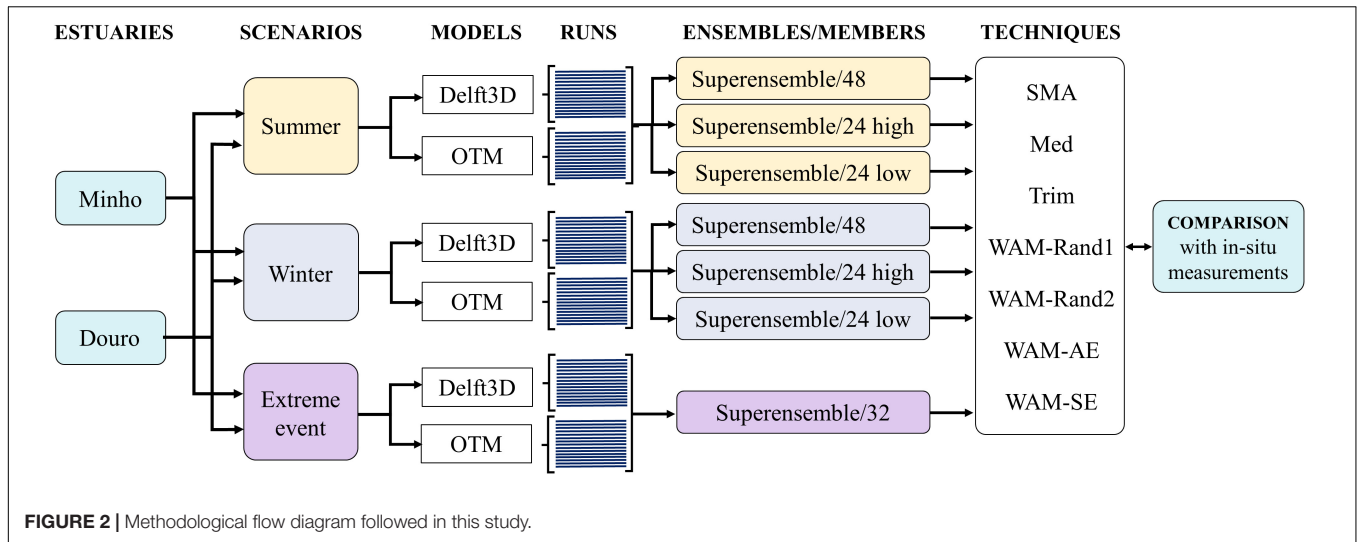 ESTUARIES
SCENARIOS
MODELS
RUNS
ENSEMBLES/MEMBERS
TECHNIQUES
Minho
Douro
Summer
Winter
Extreme
event
Delft3D
OTM
Delft3D
OTM
Delft3D
OTM
Superensemble/48
Superensemble/24 high
Superensemble/24 low
Superensemble/48
Superensemble/24 high
Superensemble/24 low
Superensemble/32
SMA
Med
Trim
WAM-Rand1
WAM-Rand2
WAM-AE
WAM-SE
COMPARISON
with in-situ
measurements
FIGURE 2 | Methodological flow diagram followed in this study.